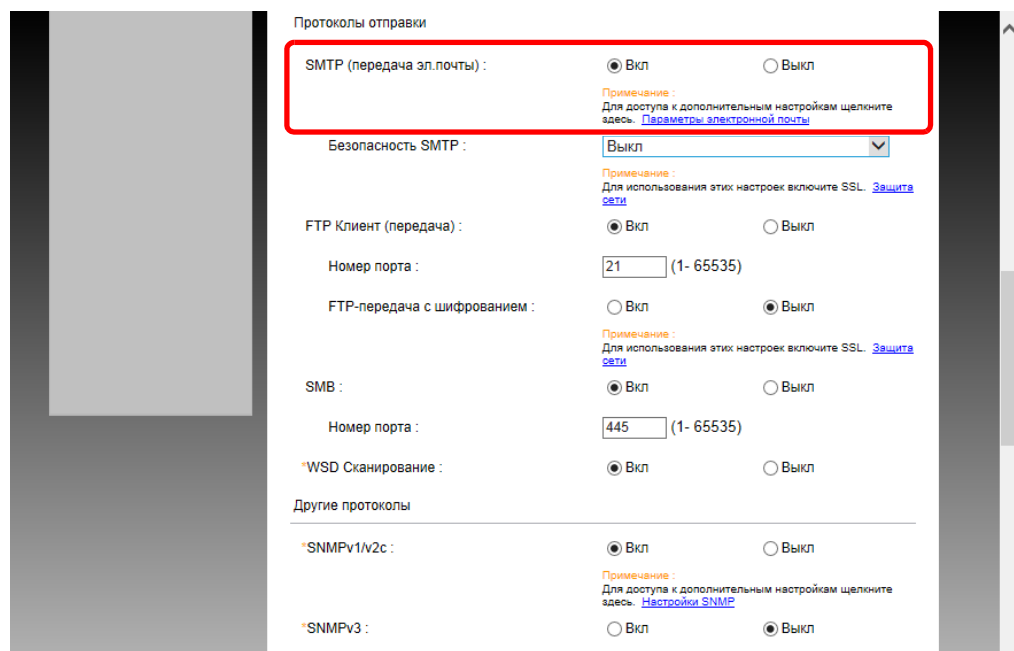 Протоколы отправки
SMTP (передача эл.почты) : Вкл Выкл
Примечание :
Для доступа к дополнительным настройкам щелкните
здесь. Параметры электронной почты
Безопасность SMTP : Выкл
Примечание :
Для использования этих настроек включите SSL. Защита
сети
FTP Клиент (передача) : Вкл Выкл
Номер порта : 21 (1- 65535)
FTP-передача с шифрованием : Вкл Выкл
Примечание :
Для использования этих настроек включите SSL. Защита
сети
SMB : Вкл Выкл
Номер порта : 445 (1- 65535)
*WSD Сканирование : Вкл Выкл
Другие протоколы
*SNMPv1/v2c : Вкл Выкл
Примечание :
Для доступа к дополнительным настройкам щелкните
здесь. Настройки SNMP
*SNMPv3 : Вкл Выкл